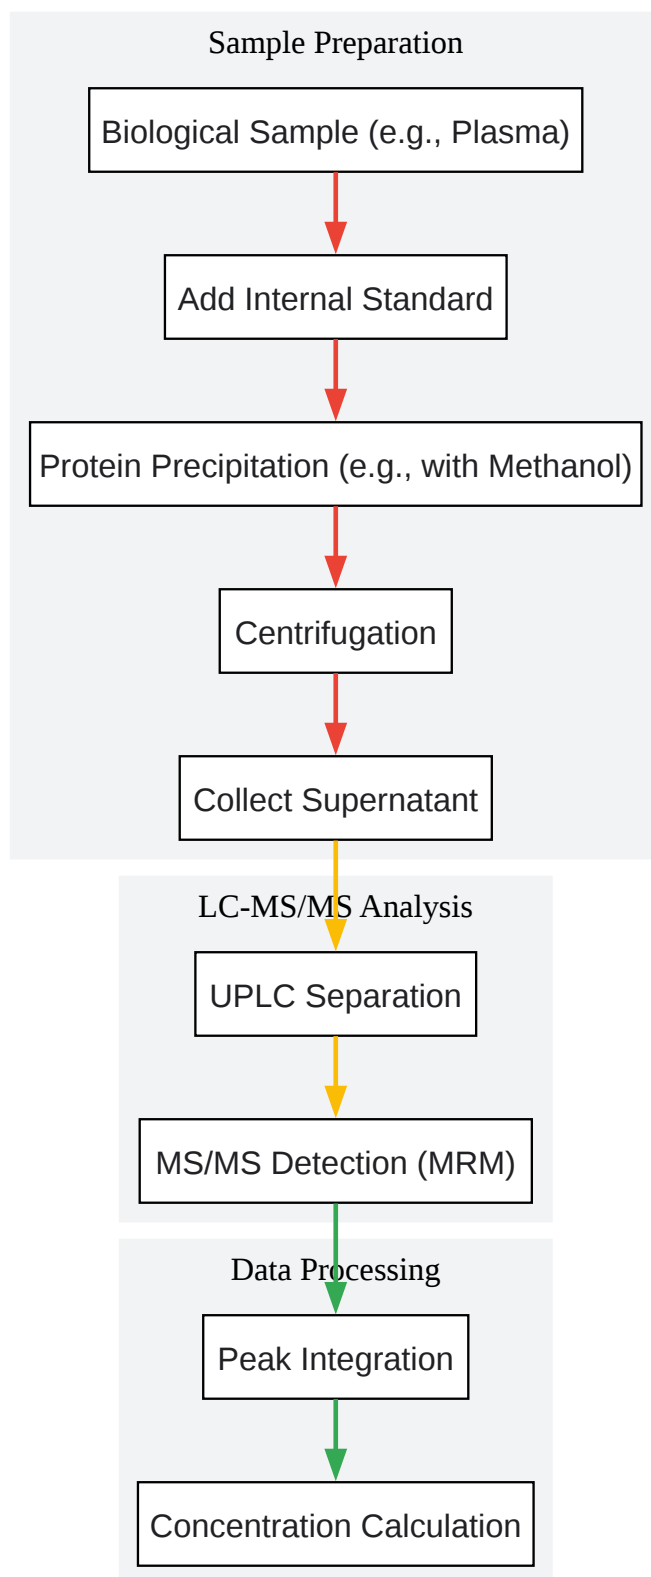 Sample Preparation
Biological Sample (e.g., Plasma)
Add Internal Standard
Protein Precipitation (e.g., with Methanol)
Centrifugation
Collect Supernatant
LC-MS/MS Analysis
UPLC Separation
MS/MS Detection (MRM)
Data Processing
Peak Integration
Concentration Calculation